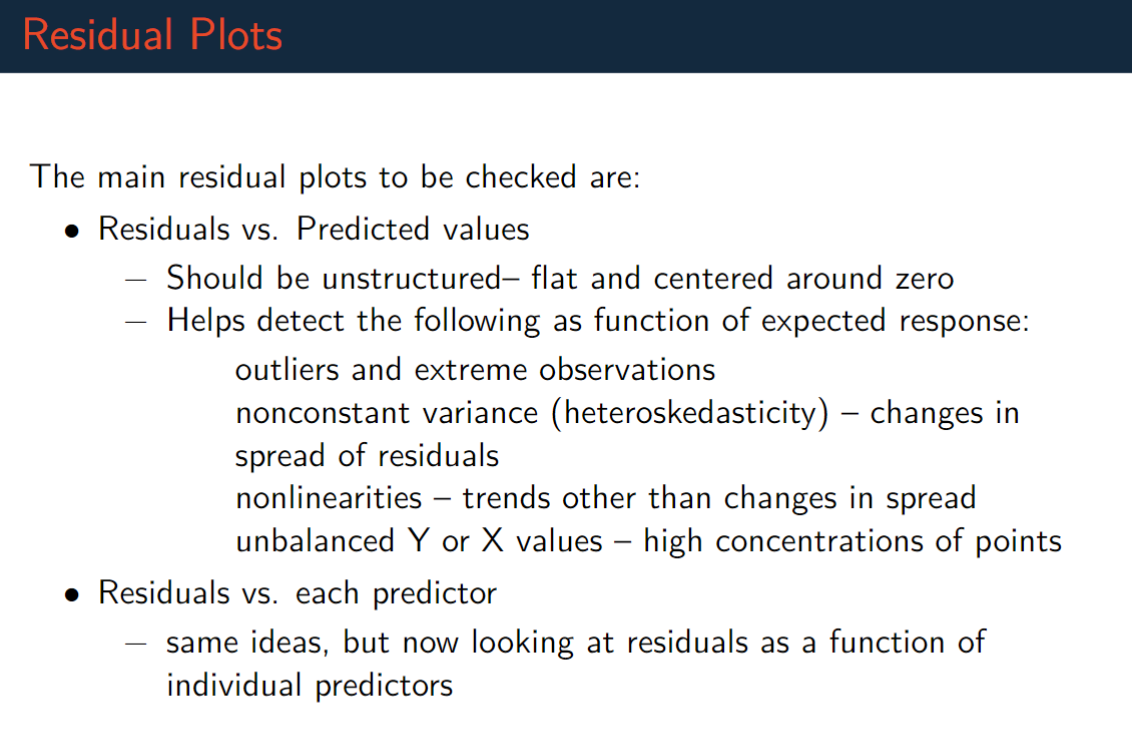 Residual Plots
The main residual plots to be checked are:
• Residuals vs. Predicted values
— Should be unstructured– flat and centered around zero
— Helps detect the following as function of expected response:
outliers and extreme observations
nonconstant variance (heteroskedasticity) – changes in
spread of residuals
nonlinearities – trends other than changes in spread
unbalanced Y or X values – high concentrations of points
• Residuals vs. each predictor
— same ideas, but now looking at residuals as a function of
individual predictors